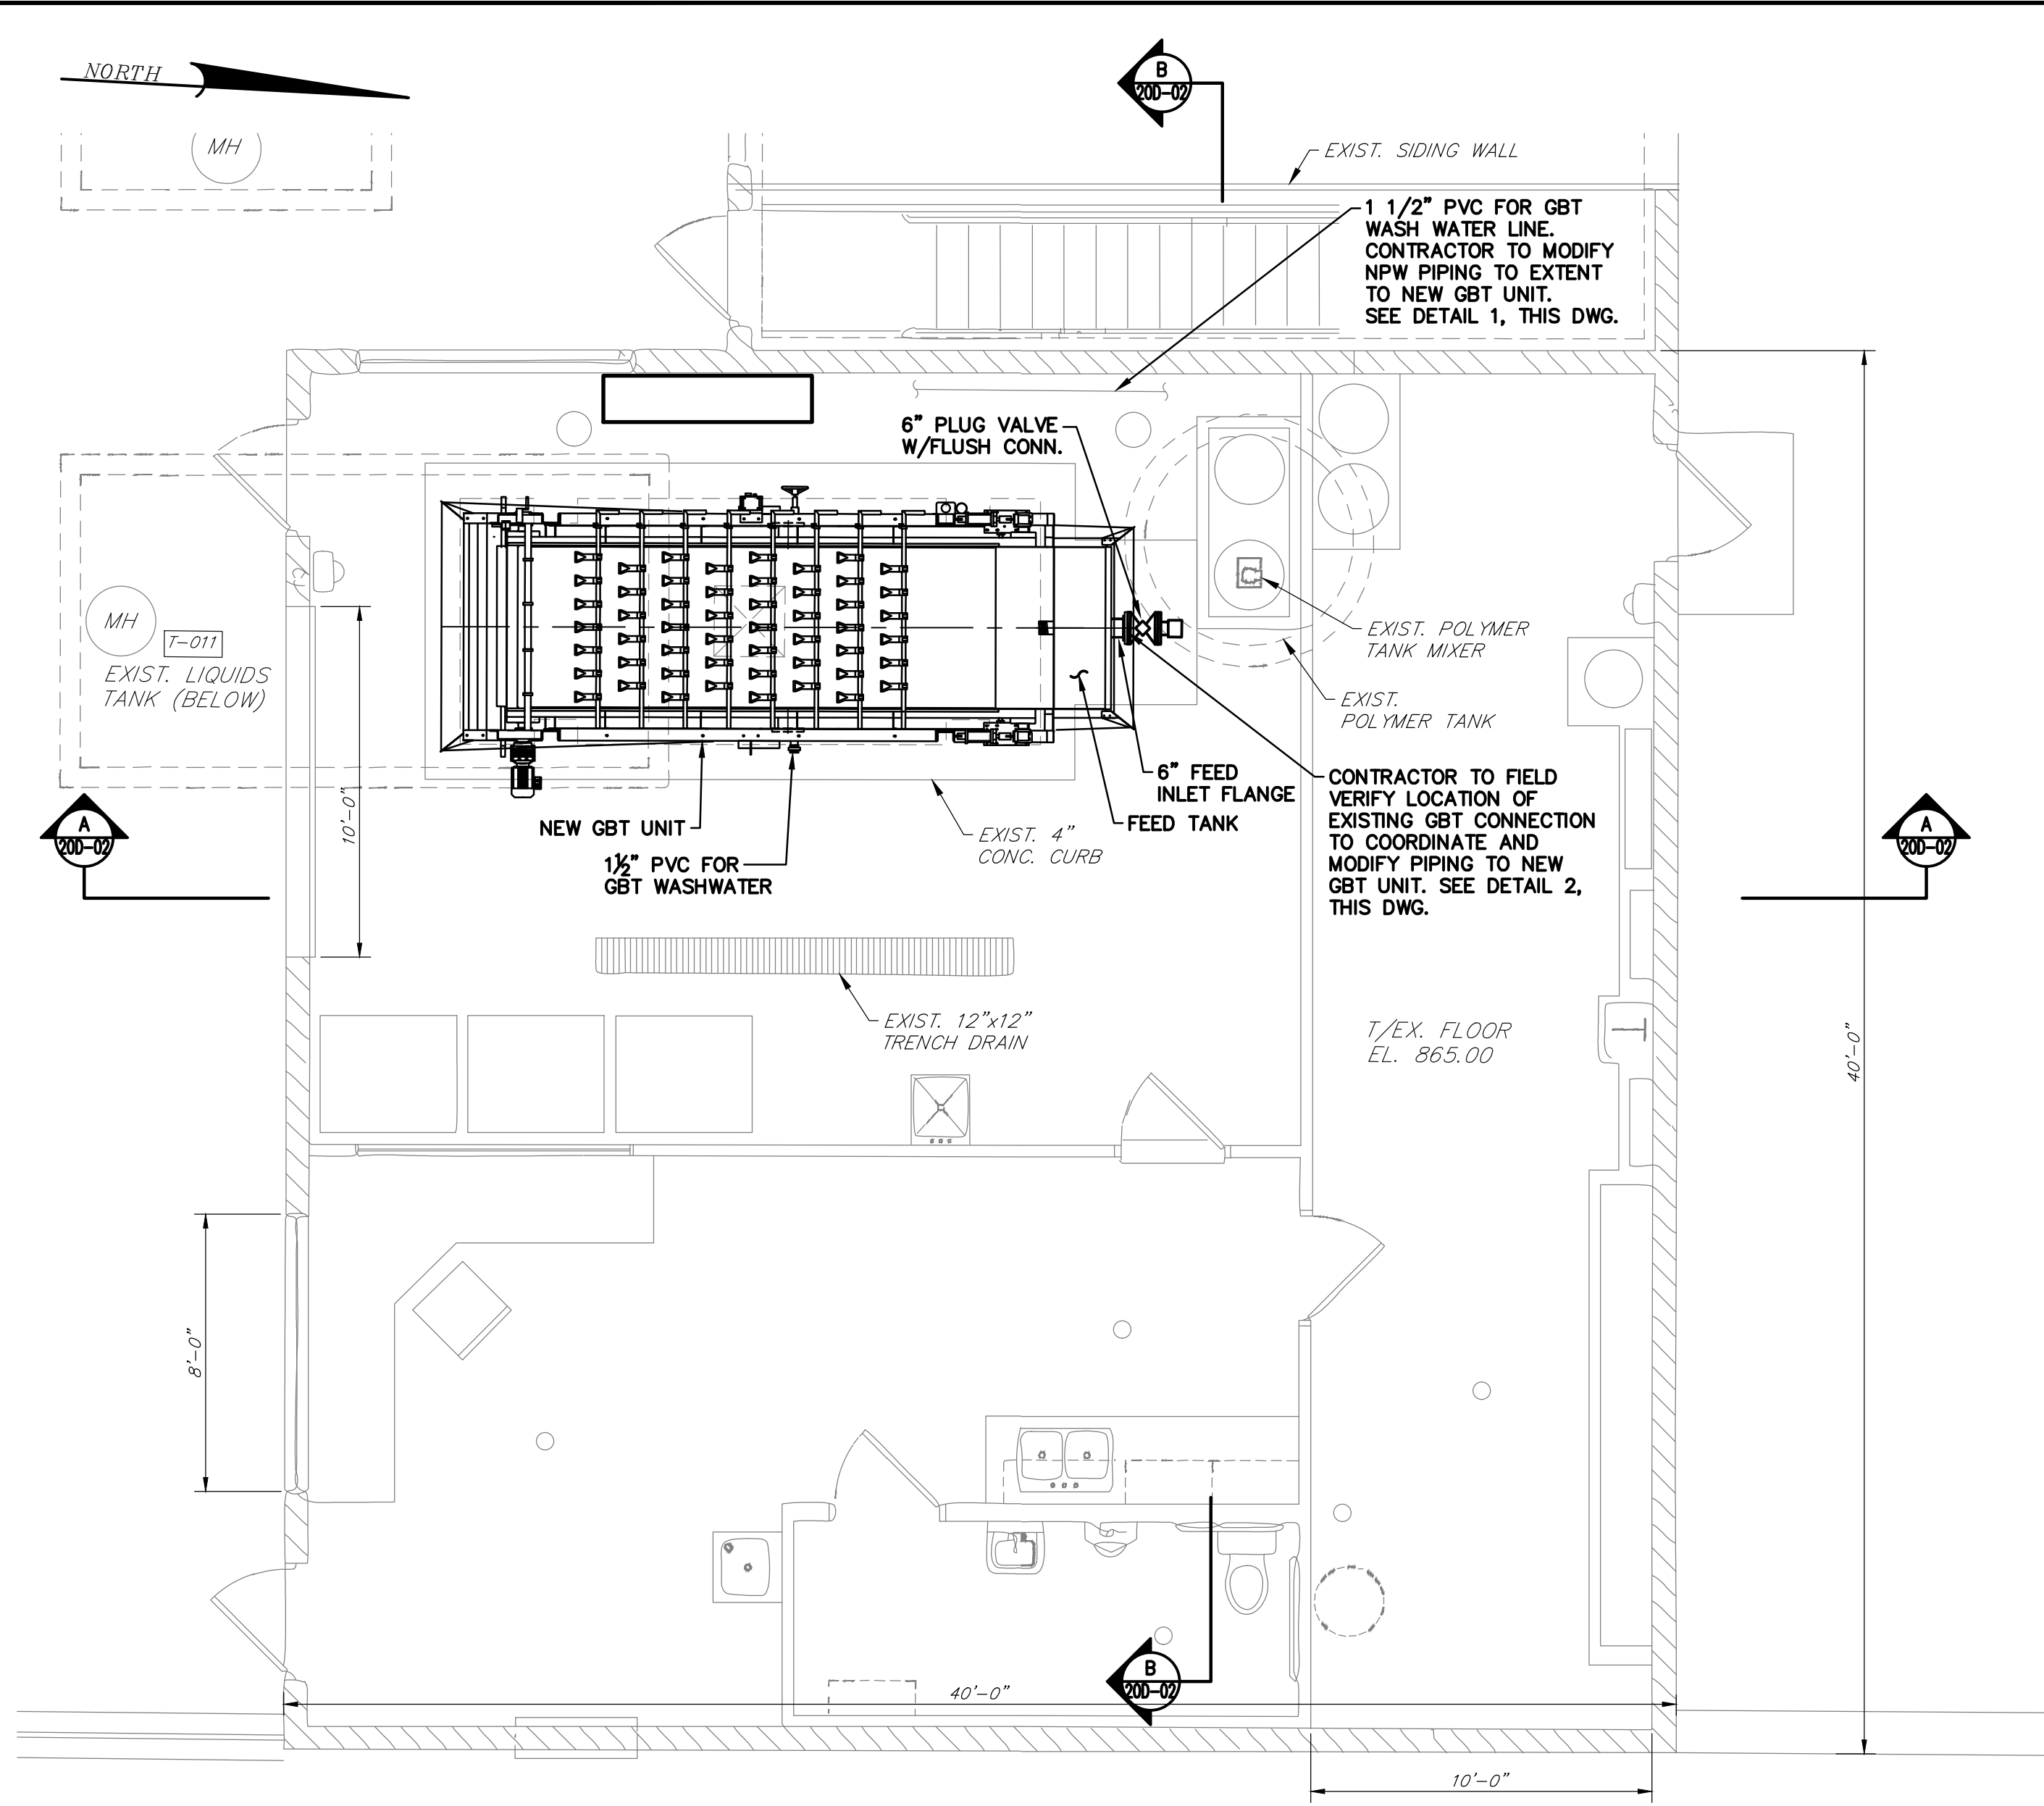 NORTH
B
20D-02
MH
EXIST. SIDING WALL
1 1/2" PVC FOR GBT
WASH WATER LINE.
CONTRACTOR TO MODIFY
NPW PIPING TO EXTENT
TO NEW GBT UNIT.
SEE DETAIL 1, THIS DWG.
6" PLUG VALVE
W/FLUSH CONN.
MH
T-011
EXIST. LIQUIDS
TANK (BELOW)
EXIST. POLYMER
TANK MIXER
EXIST.
POLYMER TANK
6" FEED
INLET FLANGE
FEED TANK
CONTRACTOR TO FIELD
VERIFY LOCATION OF
EXISTING GBT CONNECTION
TO COORDINATE AND
MODIFY PIPING TO NEW
GBT UNIT. SEE DETAIL 2,
THIS DWG.
A
20D-02
10'-0"
NEW GBT UNIT
1½" PVC FOR
GBT WASHWATER
EXIST. 4"
CONC. CURB
A
20D-02
EXIST. 12"x12"
TRENCH DRAIN
T/EX. FLOOR
EL. 865.00
40'-0"
8'-0"
B
20D-02
40'-0"
10'-0"